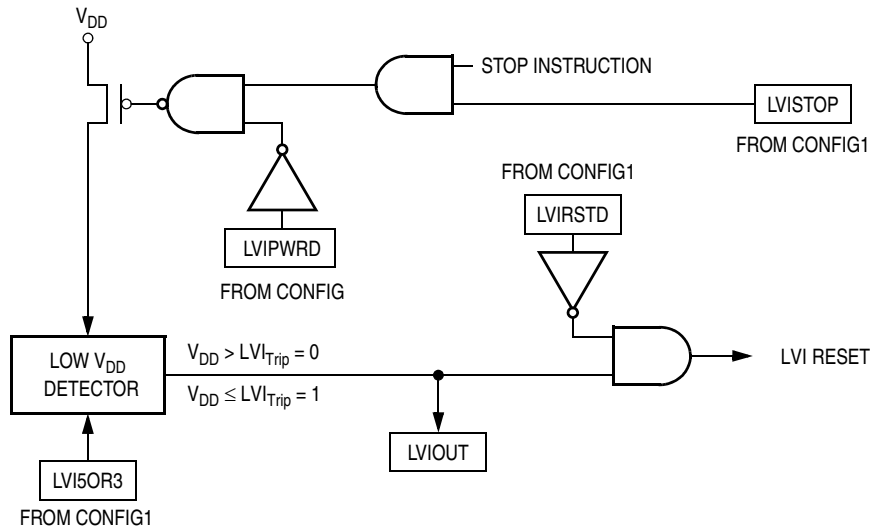 VDD
STOP INSTRUCTION
LVISTOP
FROM CONFIG1
FROM CONFIG1
LVIRSTD
LVIPWRD
FROM CONFIG
LOW VDD
DETECTOR
VDD > LVITrip = 0
VDD ≤ LVITrip = 1
LVI RESET
LVIOUT
LVI5OR3
FROM CONFIG1